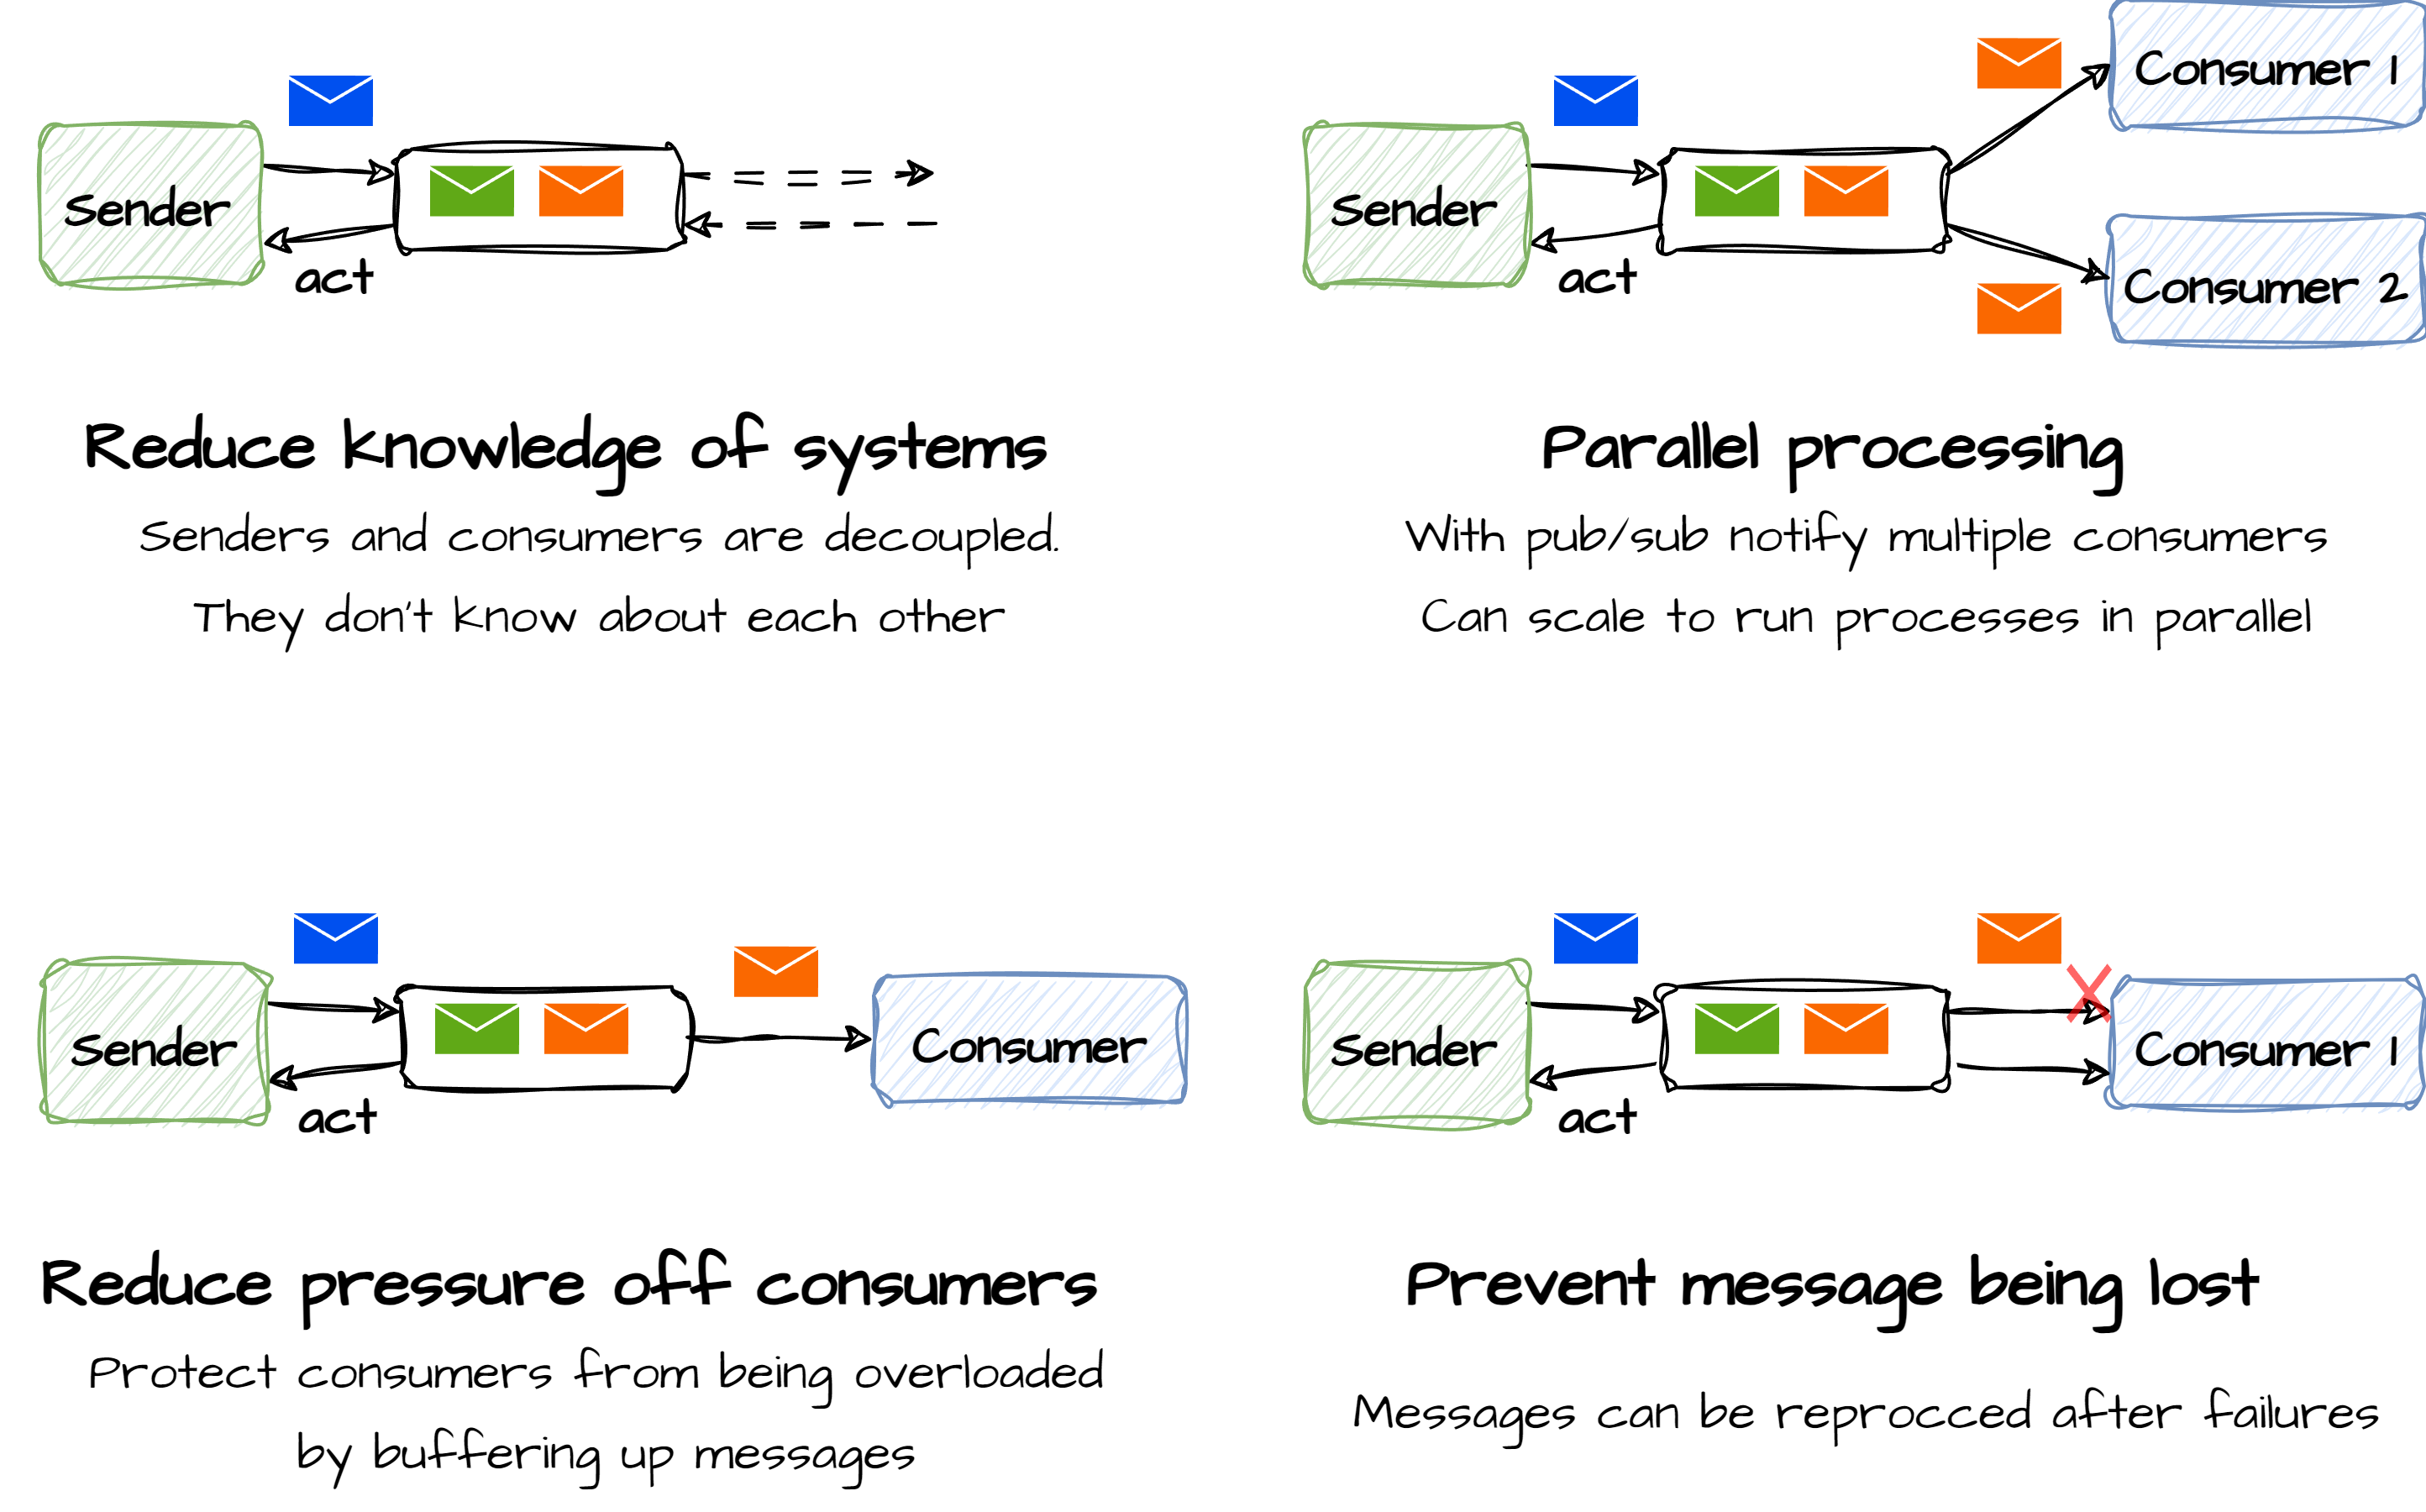 Sender
act
Reduce knowledge of systems
Senders and consumers are decoupled.
They don't know about each other
Consumer 1
Sender
Consumer 2
act
Parallel processing
With pub/sub notify multiple consumers
Can scale to run processes in parallel
Sender
Consumer
act
Reduce pressure off consumers
Protect consumers from being overloaded
by buffering up messages
Sender
Consumer 1
act
Prevent message being lost
Messages can be reprocced after failures